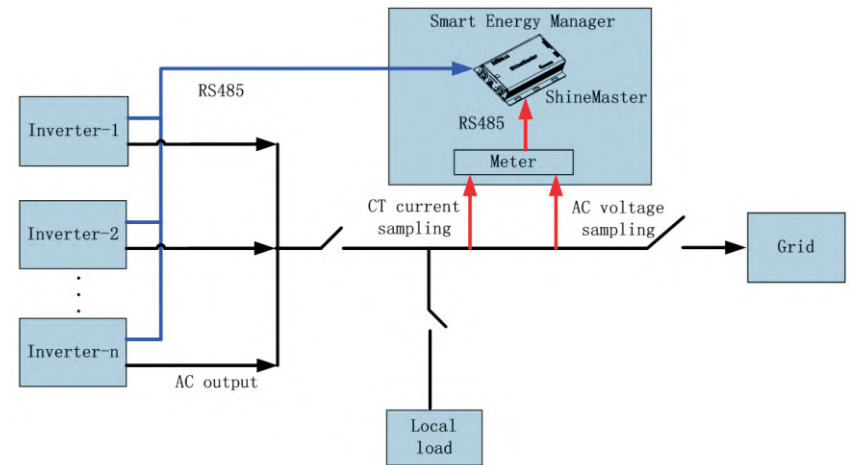 Smart Energy Manager
RS485
ShineMaster
RS485
Inverter-1
Meter
CT current
sampling
AC voltage
sampling
Inverter-2
Grid
Inverter-n
AC output
Local
load